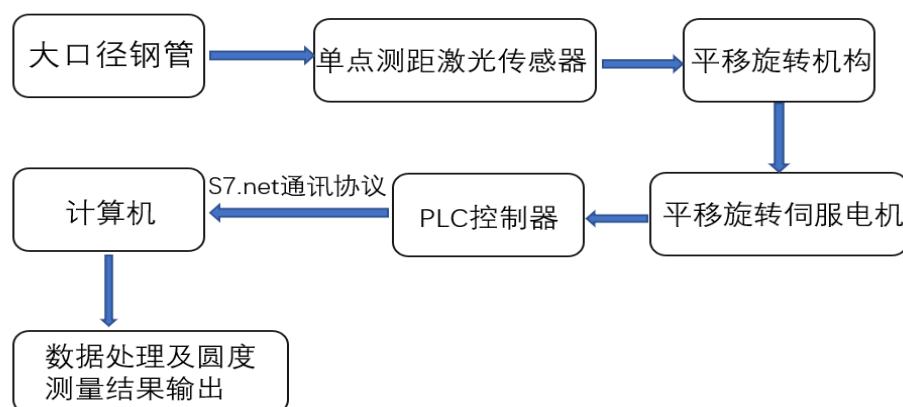 大口径钢管
单点测距激光传感器
平移旋转机构
计算机
S7.net通讯协议
PLC控制器
平移旋转伺服电机
数据处理及圆度
测量结果输出